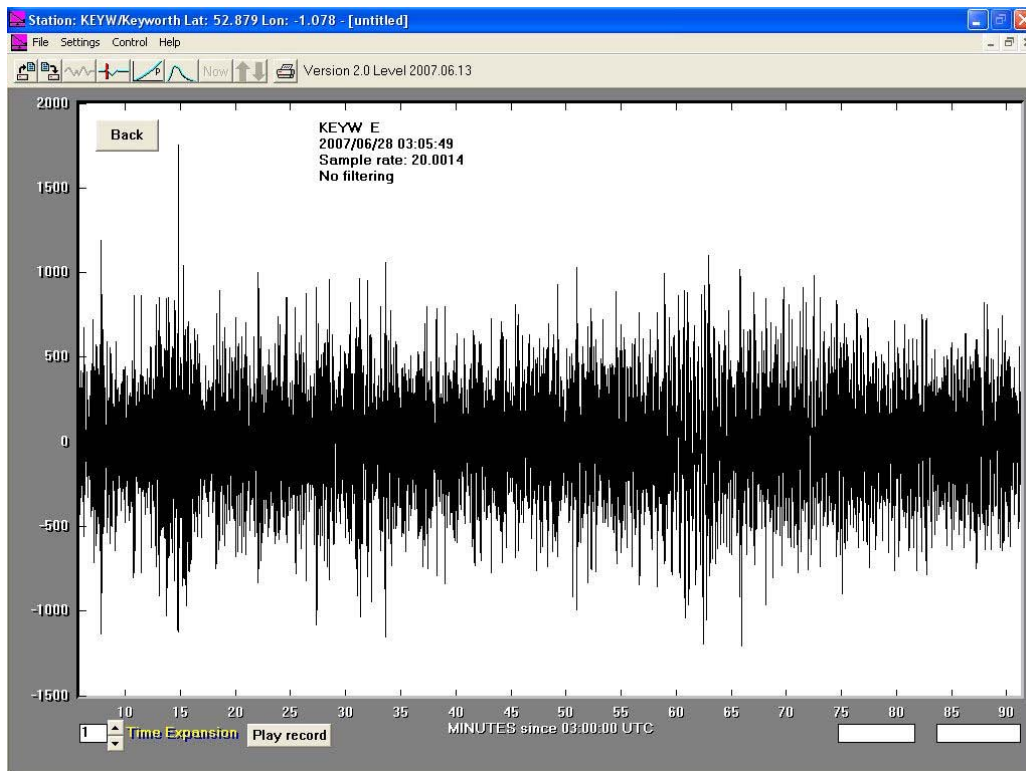 Station: KEYW/Keyworth Lat: 52.879 Lon: -1.078 - [untitled]
File Settings Control Help
Now Version 2.0 Level 2007.06.13
Back
KEYW E
2007/06/28 03:05:49
Sample rate: 20.0014
No filtering
2000
1500
1000
500
0
-500
-1000
-1500
10 15 20 25 30 35 40 45 50 55 60 65 70 75 80 85 90
1 Time Expansion Play record MINUTES since 03:00:00 UTC